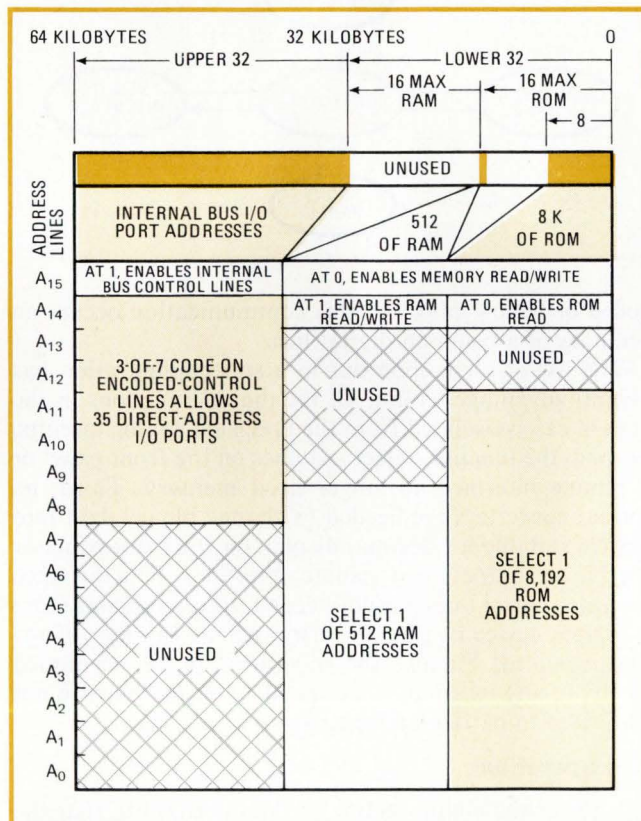 64 KILOBYTES 32 KILOBYTES 0
UPPER 32 LOWER 32
16 MAX RAM 16 MAX ROM
8
UNUSED
ADDRESS LINES
INTERNAL BUS I/O
PORT ADDRESSES
512
OF RAM
8 K
OF ROM
A15
AT 1, ENABLES INTERNAL
BUS CONTROL LINES
AT 0, ENABLES MEMORY READ/WRITE
A14
AT 1, ENABLES RAM
READ/WRITE
AT 0, ENABLES ROM
READ
A13
UNUSED
A12
3-OF-7 CODE ON
ENCODED-CONTROL
LINES ALLOWS
35 DIRECT-ADDRESS
I/O PORTS
UNUSED
A11
A10
A9
A8
A7
A6
A5
A4
A3
A2
A1
A0
UNUSED
SELECT 1
OF 512 RAM
ADDRESSES
SELECT 1
OF 8,192
ROM
ADDRESSES